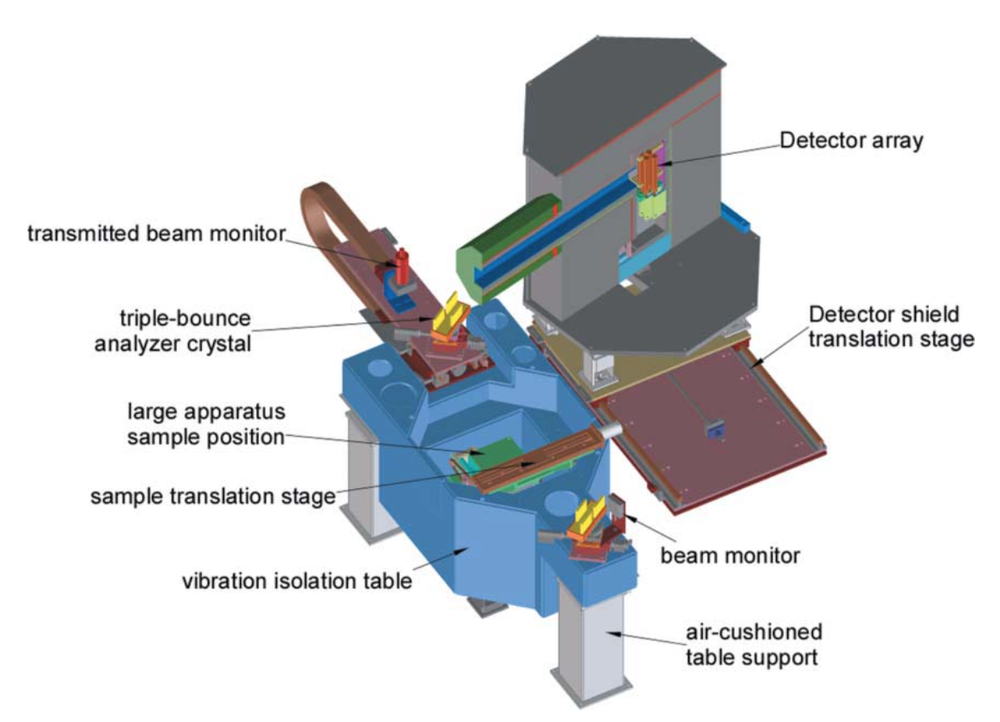 Detector array
transmitted beam monitor
triple-bounce
analyzer crystal
Detector shield
translation stage
large apparatus
sample position
sample translation stage
beam monitor
vibration isolation table
air-cushioned
table support